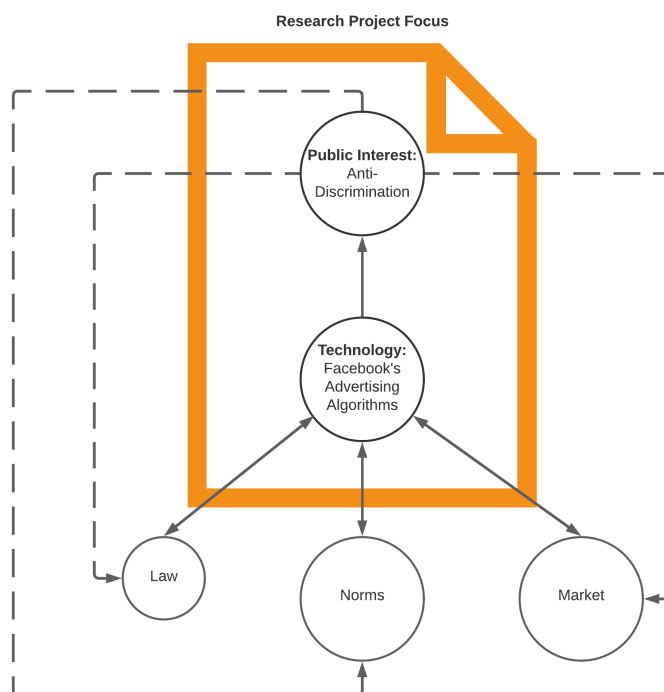 Research Project Focus
Public Interest:
Anti-
Discrimination
Technology:
Facebook's
Advertising
Algorithms
Law
Norms
Market